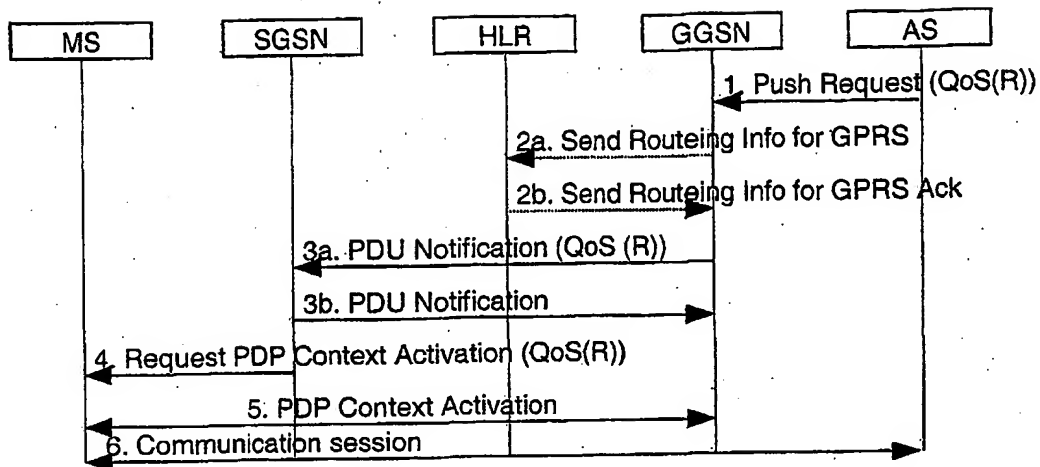 MS SGSN HLR GGSN AS
1. Push Request (QoS(R))
2a. Send Routeing Info for GPRS
2b. Send Routeing Info for GPRS Ack
3a. PDU Notification (QoS (R))
3b. PDU Notification
4. Request PDP Context Activation (QoS(R))
5. PDP Context Activation
6. Communication session